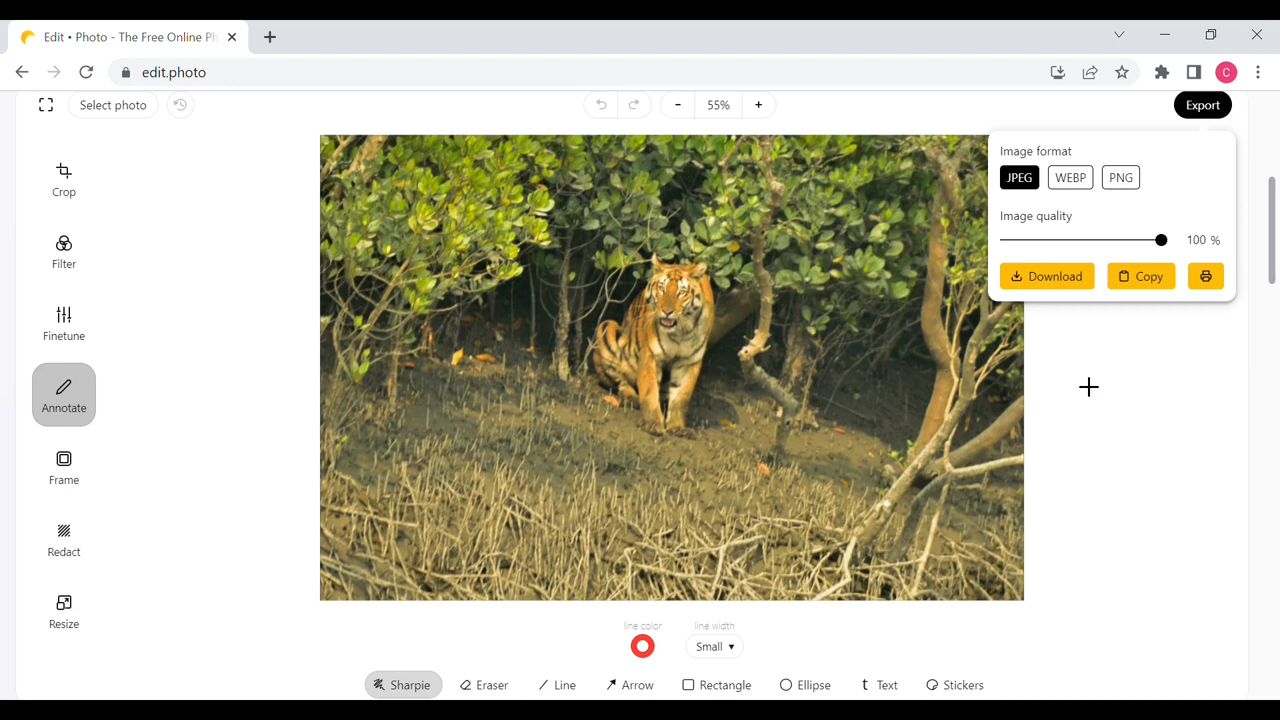 Edit • Photo - The Free Online Ph
edit.photo
C
Select photo
- 55% +
Export
Image format
JPEG WEBP PNG
Image quality
100 %
Download Copy
Crop
Filter
Finetune
Annotate
Frame
Redact
Resize
line color line width
Small ▾
Sharpie Eraser Line Arrow Rectangle Ellipse Text Stickers